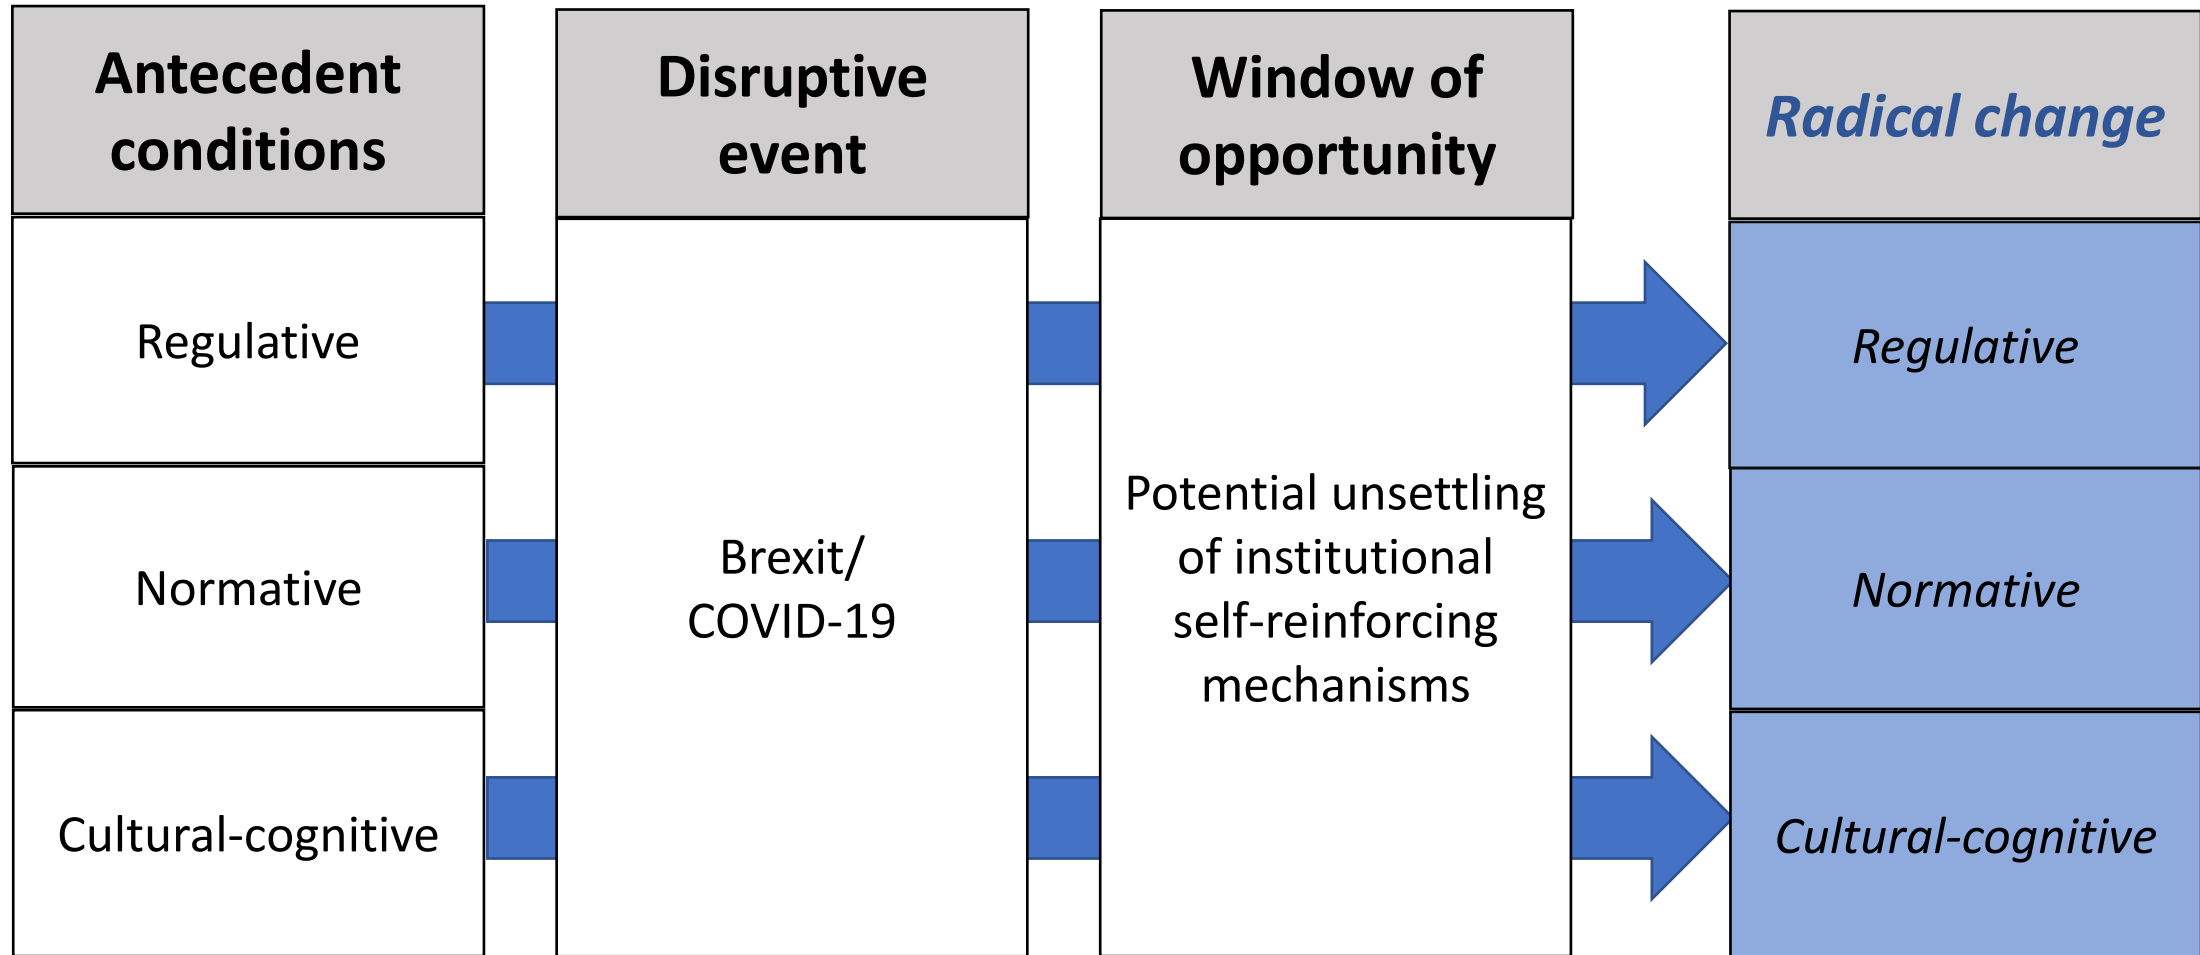 Antecedent
conditions
Regulative
Normative
Cultural-cognitive
Disruptive
event
Brexit/
COVID-19
Window of
opportunity
Potential unsettling
of institutional
self-reinforcing
mechanisms
Radical change
Regulative
Normative
Cultural-cognitive